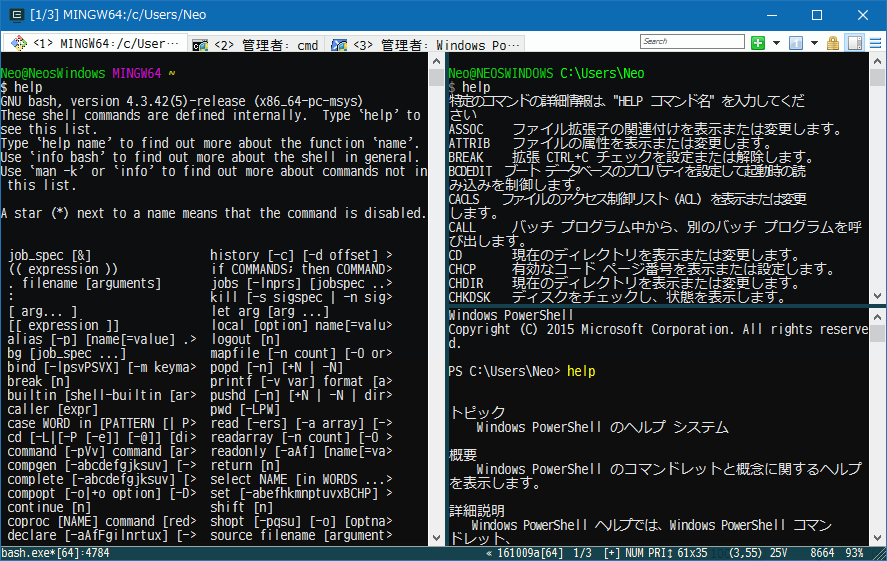 [1/3] MINGW64:/c/Users/Neo
<1> MINGW64:/c/User…
<2> 管理者: cmd
<3> 管理者: Windows Po…
Search
Neo@NeosWindows MINGW64 ~
$ help
GNU bash, version 4.3.42(5)-release (x86_64-pc-msys)
These shell commands are defined internally.  Type `help' to
see this list.
Type `help name' to find out more about the function `name'.
Use `info bash' to find out more about the shell in general.
Use `man -k' or `info' to find out more about commands not in
 this list.
A star (*) next to a name means that the command is disabled.
 job_spec [&]                    history [-c] [-d offset] >
 (( expression ))                if COMMANDS; then COMMAND>
 . filename [arguments]          jobs [-lnprs] [jobspec ..>
 :                               kill [-s sigspec | -n sig>
 [ arg... ]                      let arg [arg ...]
 [[ expression ]]                local [option] name[=valu>
 alias [-p] [name[=value] .>     logout [n]
 bg [job_spec ...]               mapfile [-n count] [-O or>
 bind [-lpsvPSVX] [-m keyma>     popd [-n] [+N | -N]
 break [n]                       printf [-v var] format [a>
 builtin [shell-builtin [ar>     pushd [-n] [+N | -N | dir>
 caller [expr]                   pwd [-LPW]
 case WORD in [PATTERN [| P>     read [-ers] [-a array] [->
 cd [-L|[-P [-e]] [-@]] [di>     readarray [-n count] [-O >
 command [-pVv] command [ar>     readonly [-aAf] [name[=va>
 compgen [-abcdefgjksuv] [->     return [n]
 complete [-abcdefgjksuv] [>     select NAME [in WORDS ...>
 compopt [-o|+o option] [-D>     set [-abefhkmnptuvxBCHP] >
 continue [n]                    shift [n]
 coproc [NAME] command [red>     shopt [-pqsu] [-o] [optna>
 declare [-aAfFgilnrtux] [->     source filename [argument>
Neo@NEOSWINDOWS C:\Users\Neo
$ help
特定のコマンドの詳細情報は、"HELP コマンド名" を入力してくだ
さい
ASSOC    ファイル拡張子の関連付けを表示または変更します。
ATTRIB   ファイルの属性を表示または変更します。
BREAK    拡張 CTRL+C チェックを設定または解除します。
BCDEDIT  ブート データベースのプロパティを設定して起動時の読
み込みを制御します。
CACLS    ファイルのアクセス制御リスト (ACL) を表示または変更
します。
CALL     バッチ プログラム中から、別のバッチ プログラムを呼
び出します。
CD       現在のディレクトリを表示または変更します。
CHCP     有効なコード ページ番号を表示または設定します。
CHDIR    現在のディレクトリを表示または変更します。
CHKDSK   ディスクをチェックし、状態を表示します。
Windows PowerShell
Copyright (C) 2015 Microsoft Corporation. All rights reserve
d.
PS C:\Users\Neo> help
トピック
    Windows PowerShell のヘルプ システム
概要
    Windows PowerShell のコマンドレットと概念に関するヘルプ
を表示します。
詳細説明
    Windows PowerShell ヘルプでは、Windows PowerShell コマン
ドレット、
bash.exe*[64]:4784
« 161009a[64]  1/3  [+] NUM PRI↕ 61x35  (3,55) 25V  8664  93%